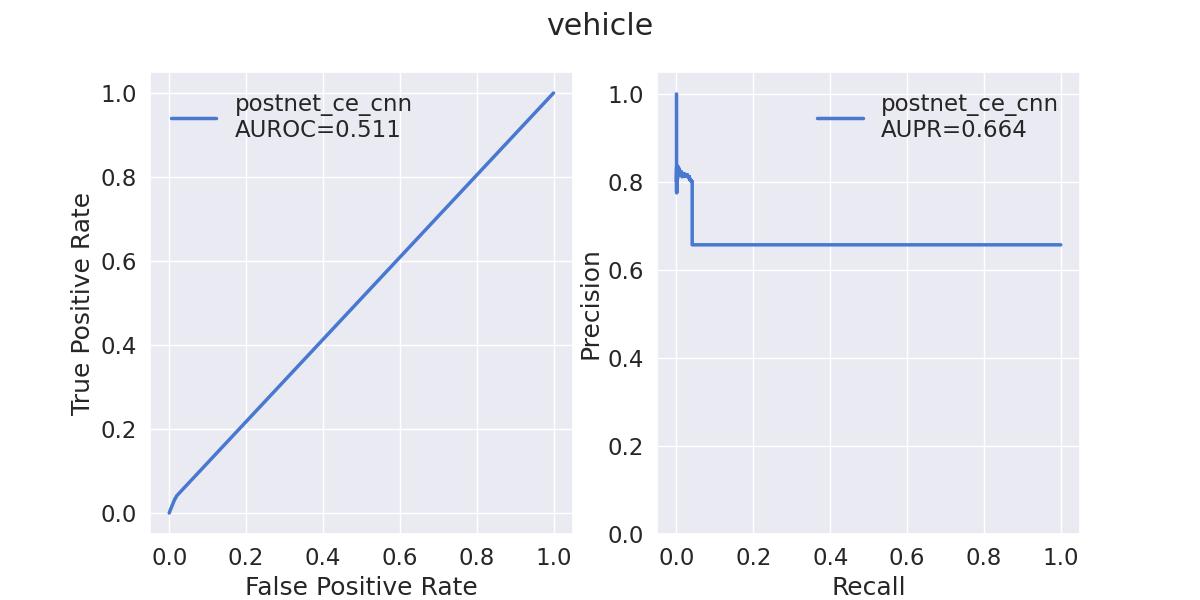 vehicle
True Positive Rate
1.0
0.8
0.6
0.4
0.2
0.0
postnet_ce_cnn
AUROC=0.511
0.0 0.2 0.4 0.6 0.8 1.0
False Positive Rate
Precision
1.0
0.8
0.6
0.4
0.2
0.0
postnet_ce_cnn
AUPR=0.664
0.0 0.2 0.4 0.6 0.8 1.0
Recall